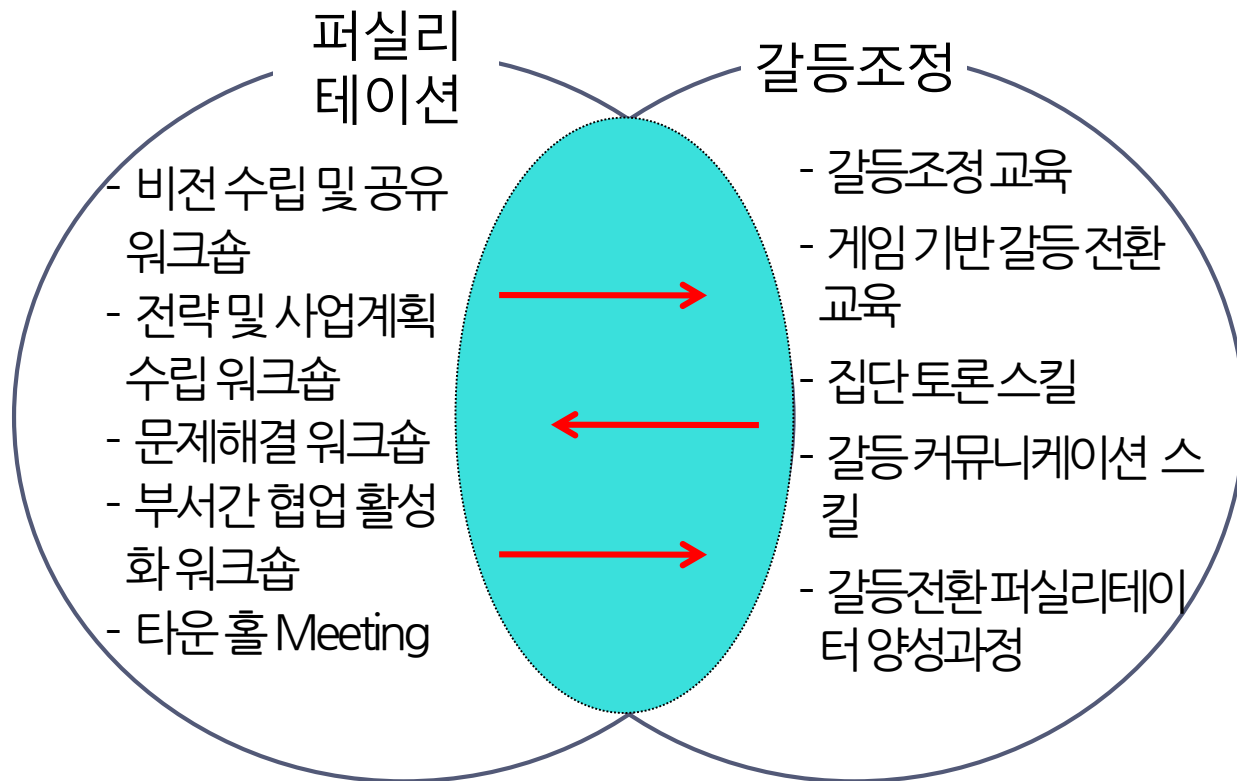 퍼실리
테이션
- 비전 수립 및 공유
워크숍
- 전략 및 사업계획
수립 워크숍
- 문제해결 워크숍
- 부서간 협업 활성
화 워크숍
- 타운 홀 Meeting
갈등조정
- 갈등조정 교육
- 게임 기반 갈등 전환
교육
- 집단 토론 스킬
- 갈등 커뮤니케이션 스
킬
- 갈등전환 퍼실리테이
터 양성과정